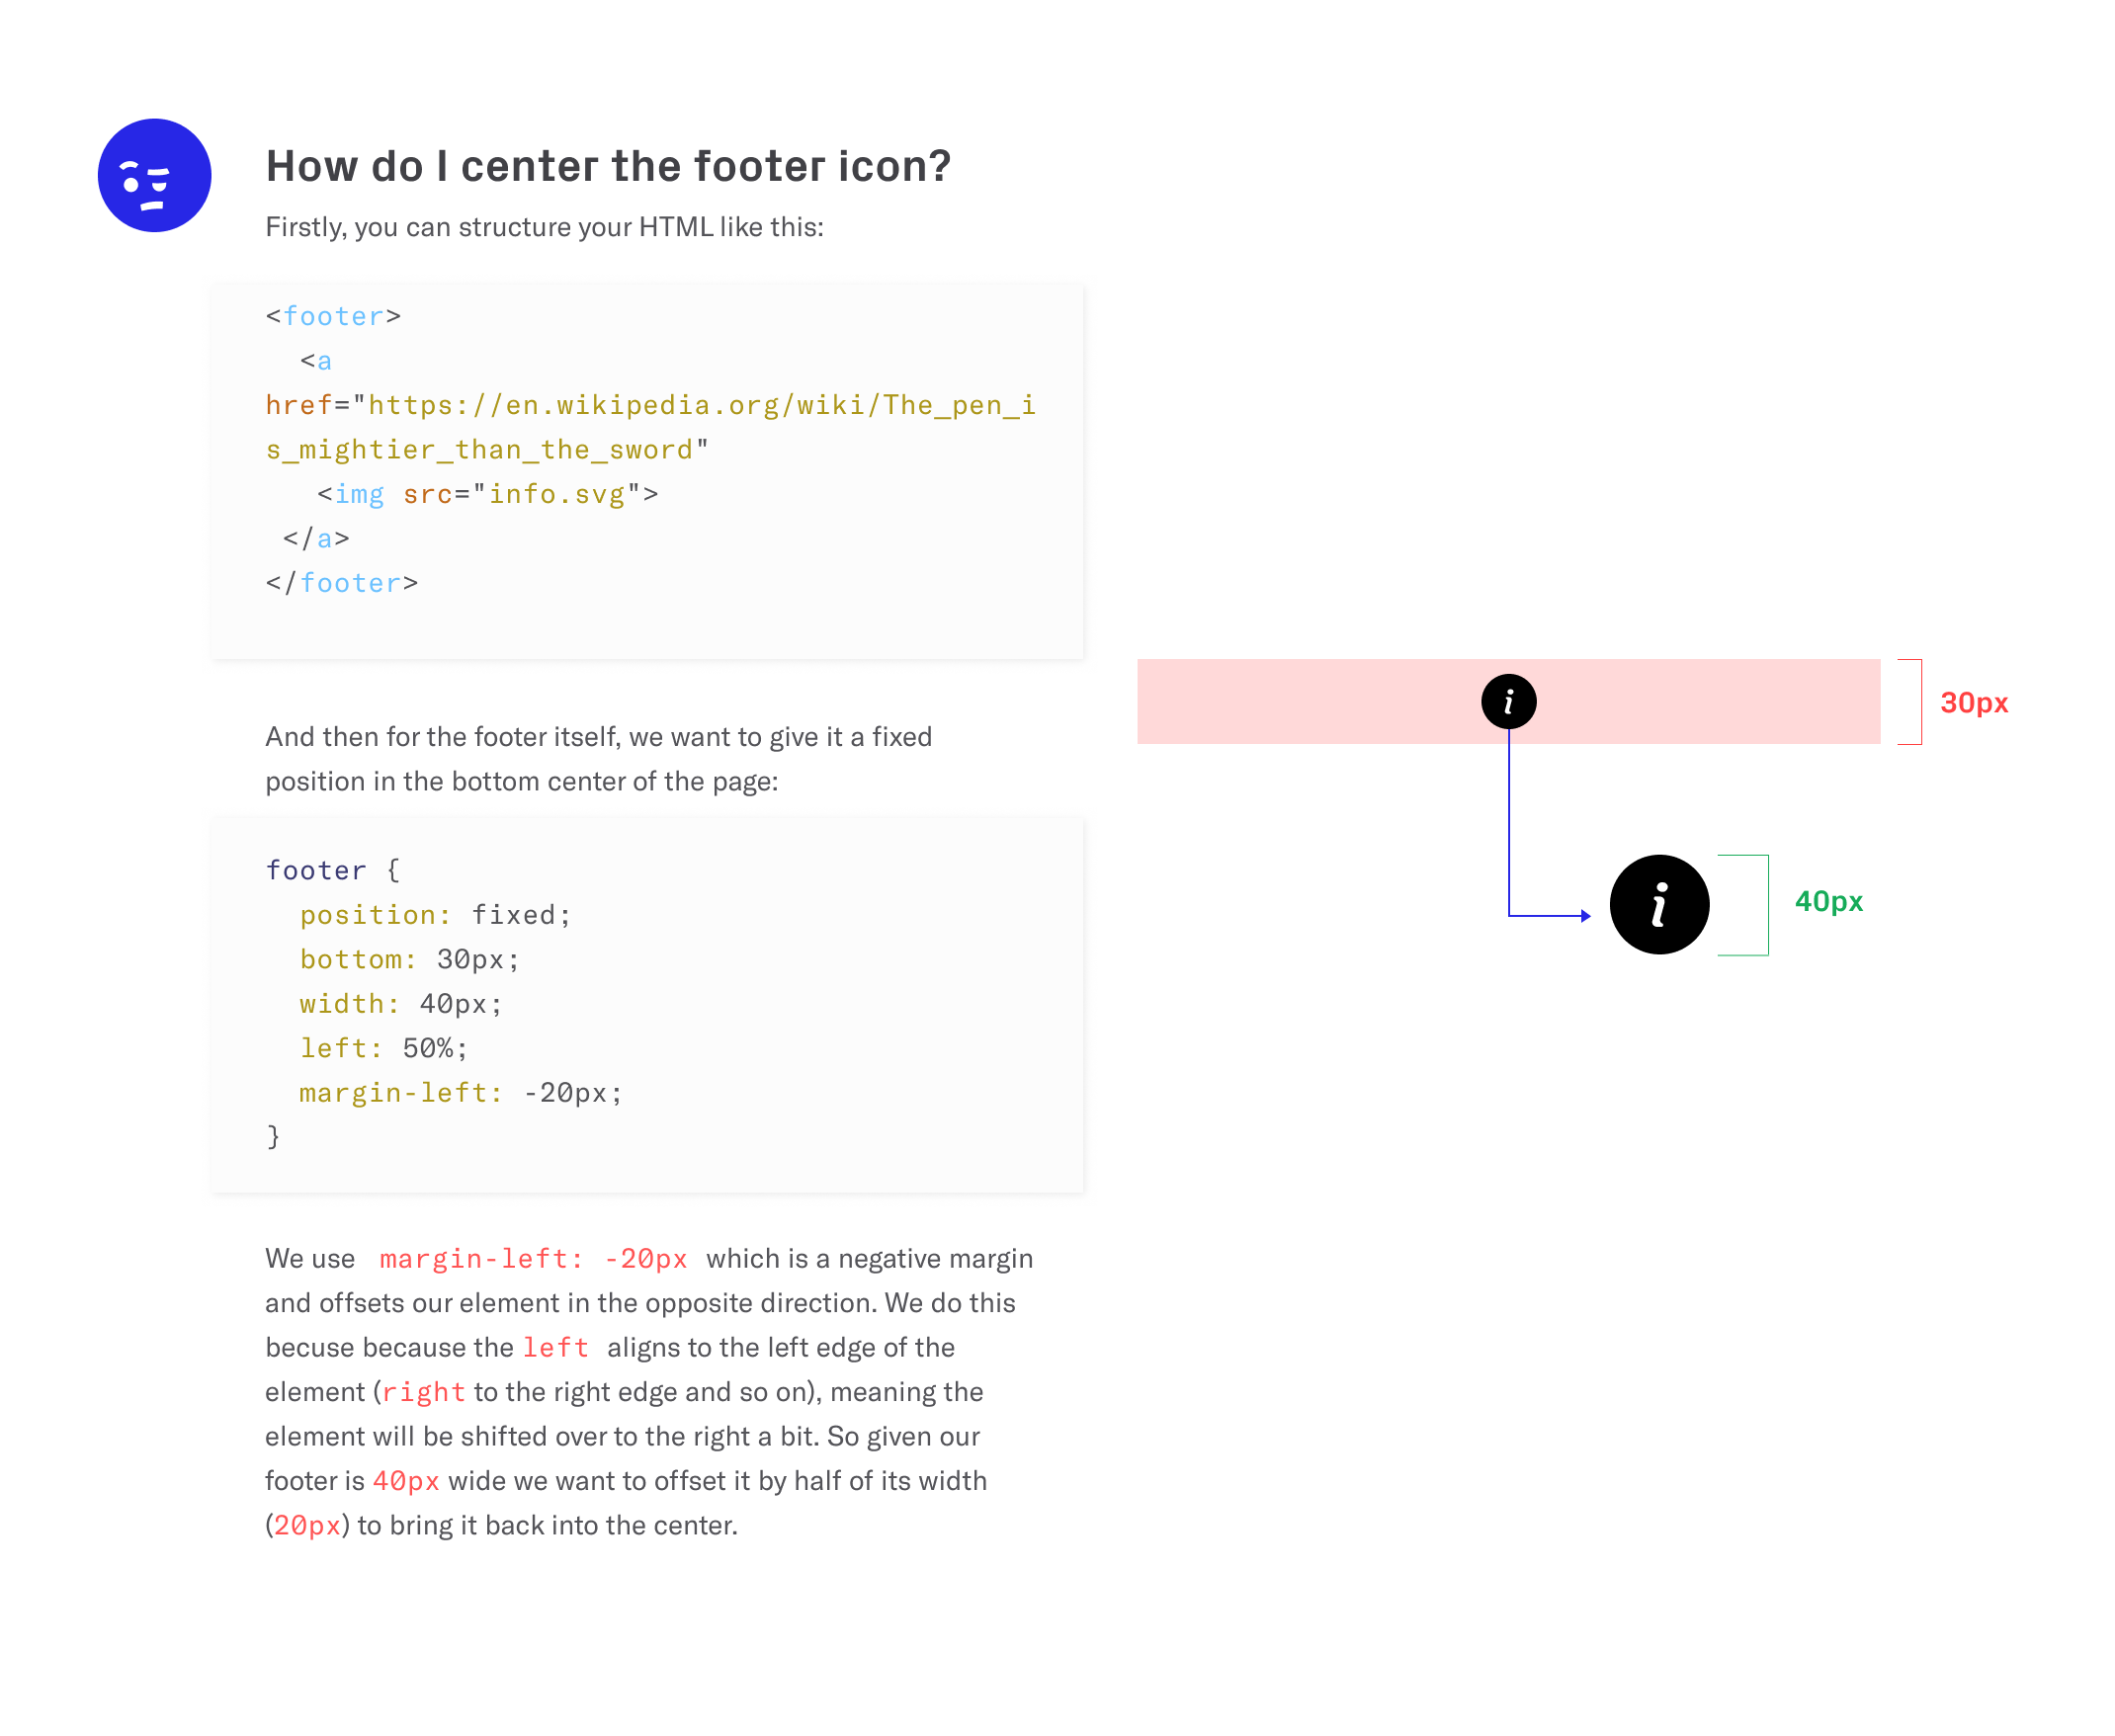 How do I center the footer icon?
Firstly, you can structure your HTML like this:
<footer>
  <a
href="https://en.wikipedia.org/wiki/The_pen_i
s_mightier_than_the_sword"
   <img src="info.svg">
 </a>
</footer>
i
30px
And then for the footer itself, we want to give it a fixed
position in the bottom center of the page:
i
40px
footer {
  position: fixed;
  bottom: 30px;
  width: 40px;
  left: 50%;
  margin-left: -20px;
}
We use margin-left: -20px which is a negative margin
and offsets our element in the opposite direction. We do this
becuse because the left aligns to the left edge of the
element (right to the right edge and so on), meaning the
element will be shifted over to the right a bit. So given our
footer is 40px wide we want to offset it by half of its width
(20px) to bring it back into the center.